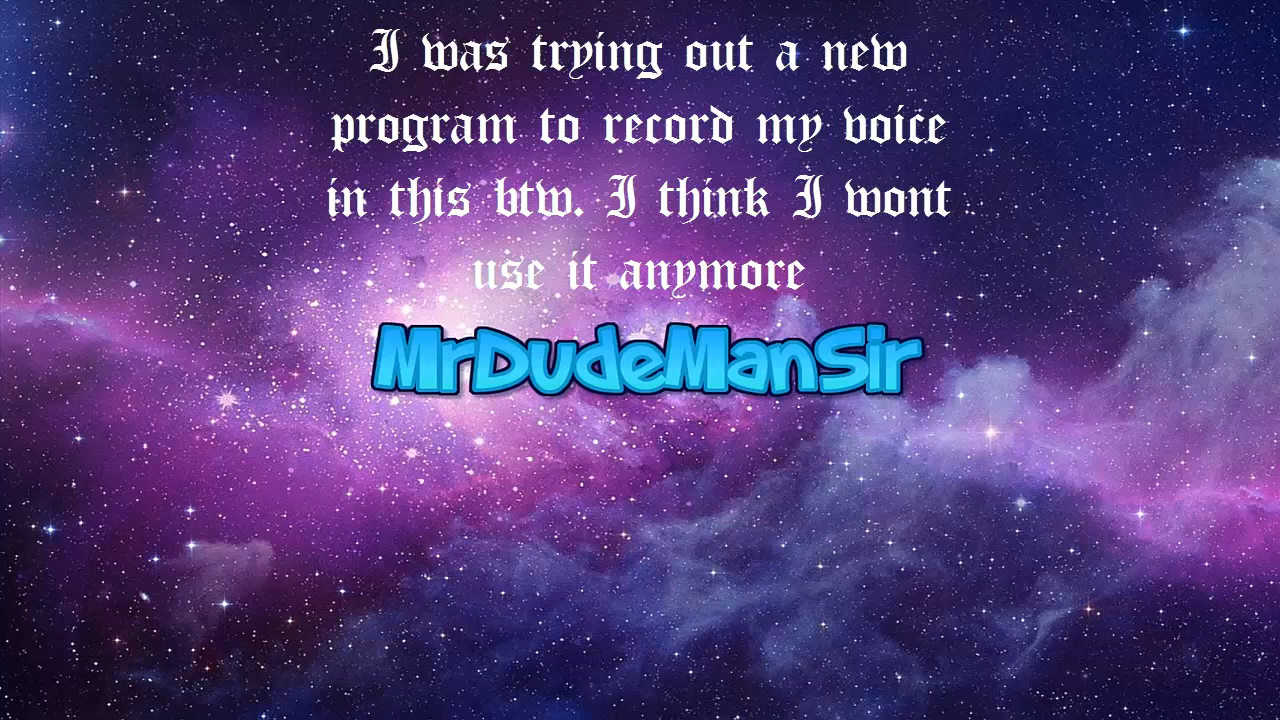 I was trying out a new
program to record my voice
in this btw. I think I wont
use it anymore
MrDudeManSir